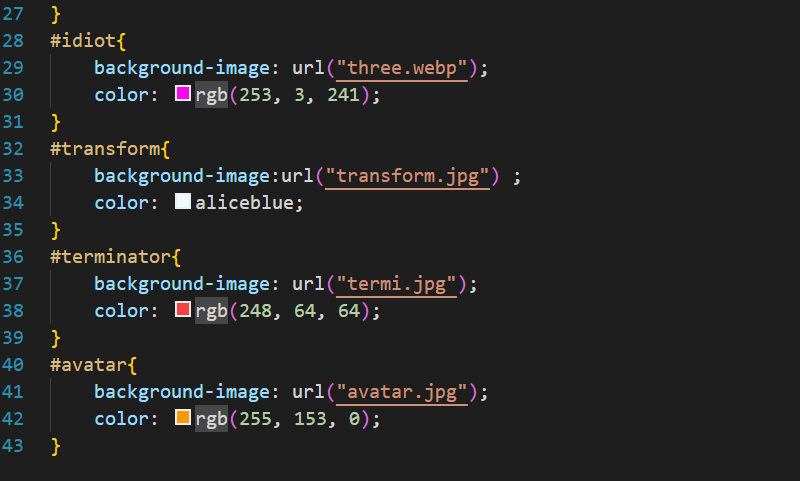 27 }
28 #idiot{
29     background-image: url("three.webp");
30     color: rgb(253, 3, 241);
31 }
32 #transform{
33     background-image:url("transform.jpg") ;
34     color: aliceblue;
35 }
36 #terminator{
37     background-image: url("termi.jpg");
38     color: rgb(248, 64, 64);
39 }
40 #avatar{
41     background-image: url("avatar.jpg");
42     color: rgb(255, 153, 0);
43 }